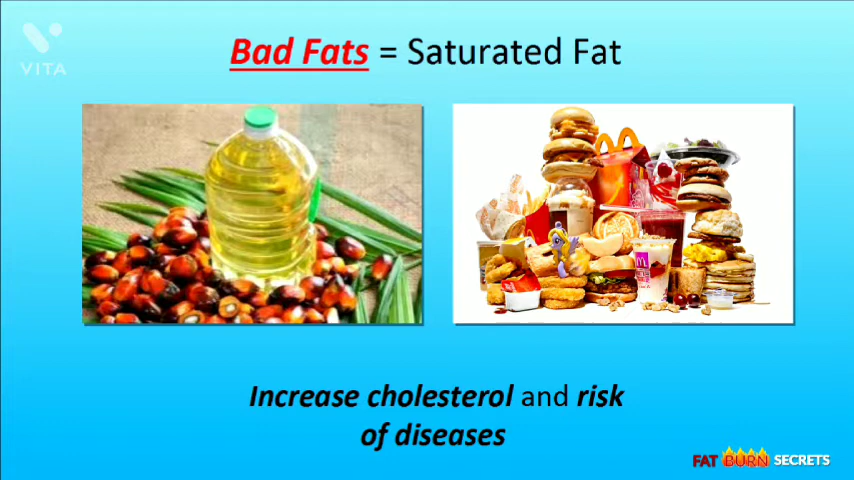 VITA
Bad Fats = Saturated Fat
Increase cholesterol and risk
of diseases
FAT BURN SECRETS